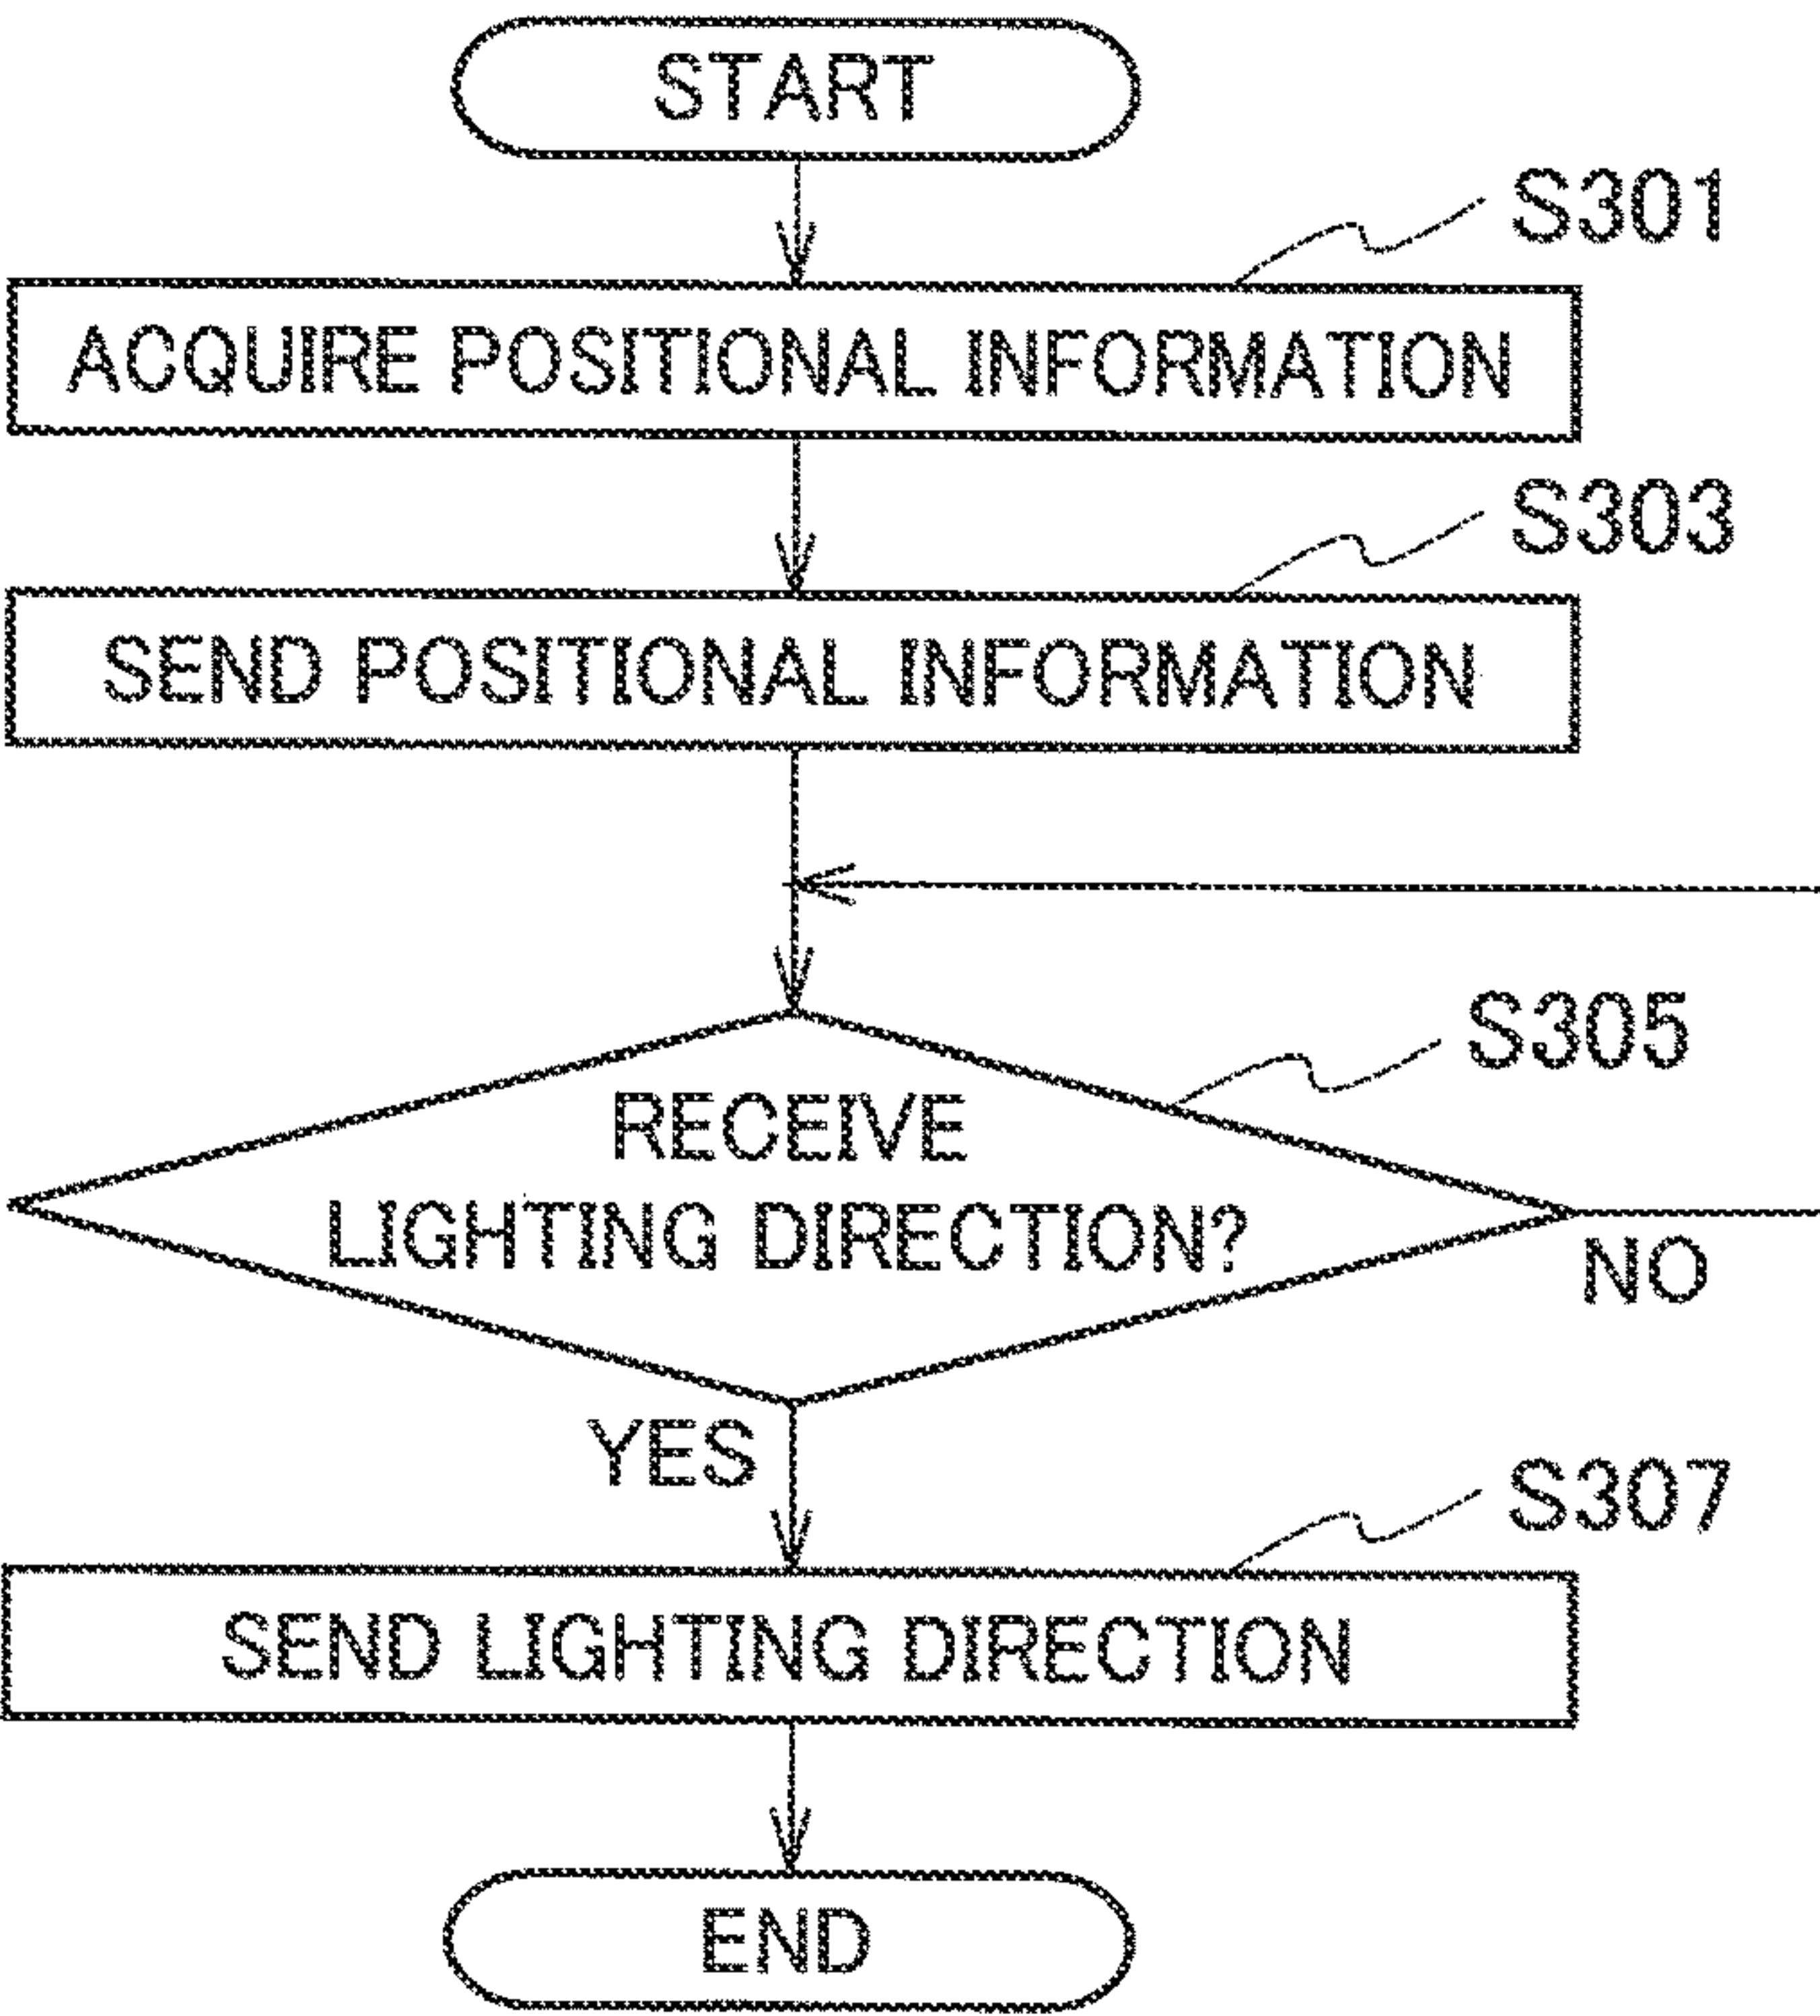 START
S301
ACQUIRE POSITIONAL INFORMATION
S303
SEND POSITIONAL INFORMATION
S305
RECEIVE
LIGHTING DIRECTION?
NO
YES
S307
SEND LIGHTING DIRECTION
END